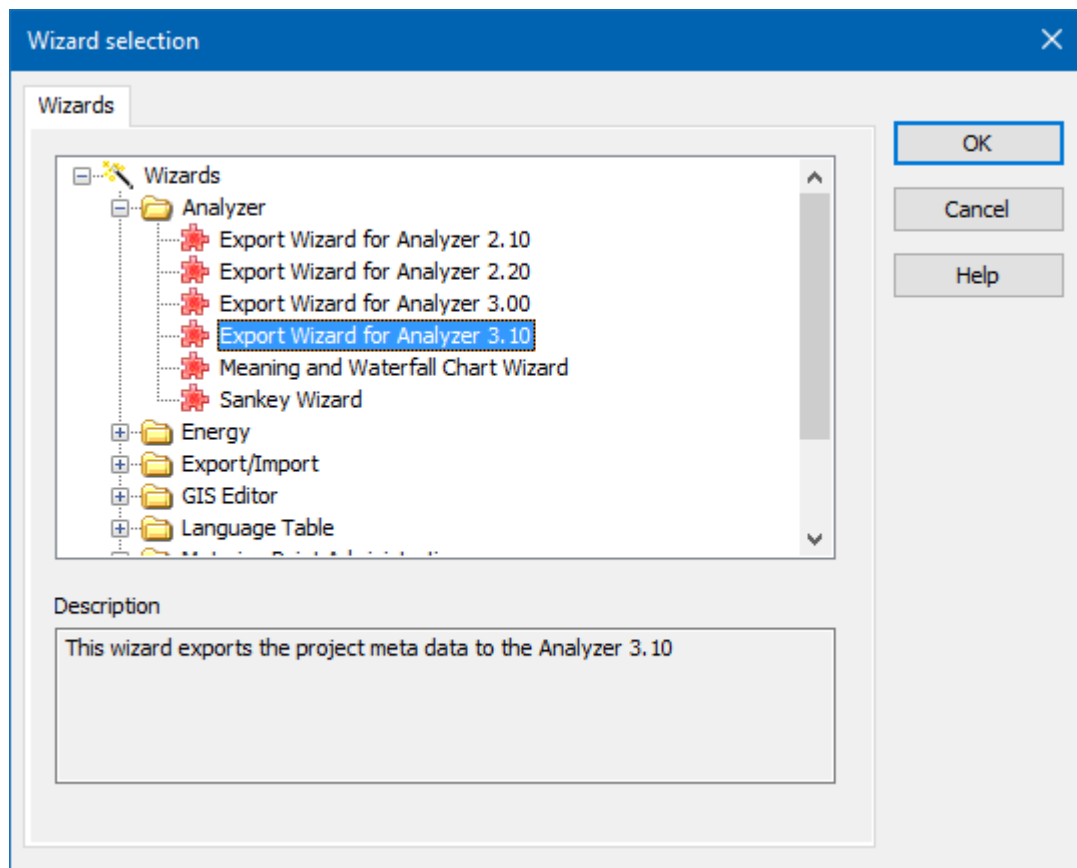 Wizard selection
Wizards
OK
Cancel
Help
Wizards
Analyzer
Export Wizard for Analyzer 2.10
Export Wizard for Analyzer 2.20
Export Wizard for Analyzer 3.00
Export Wizard for Analyzer 3.10
Meaning and Waterfall Chart Wizard
Sankey Wizard
Energy
Export/Import
GIS Editor
Language Table
Description
This wizard exports the project meta data to the Analyzer 3.10